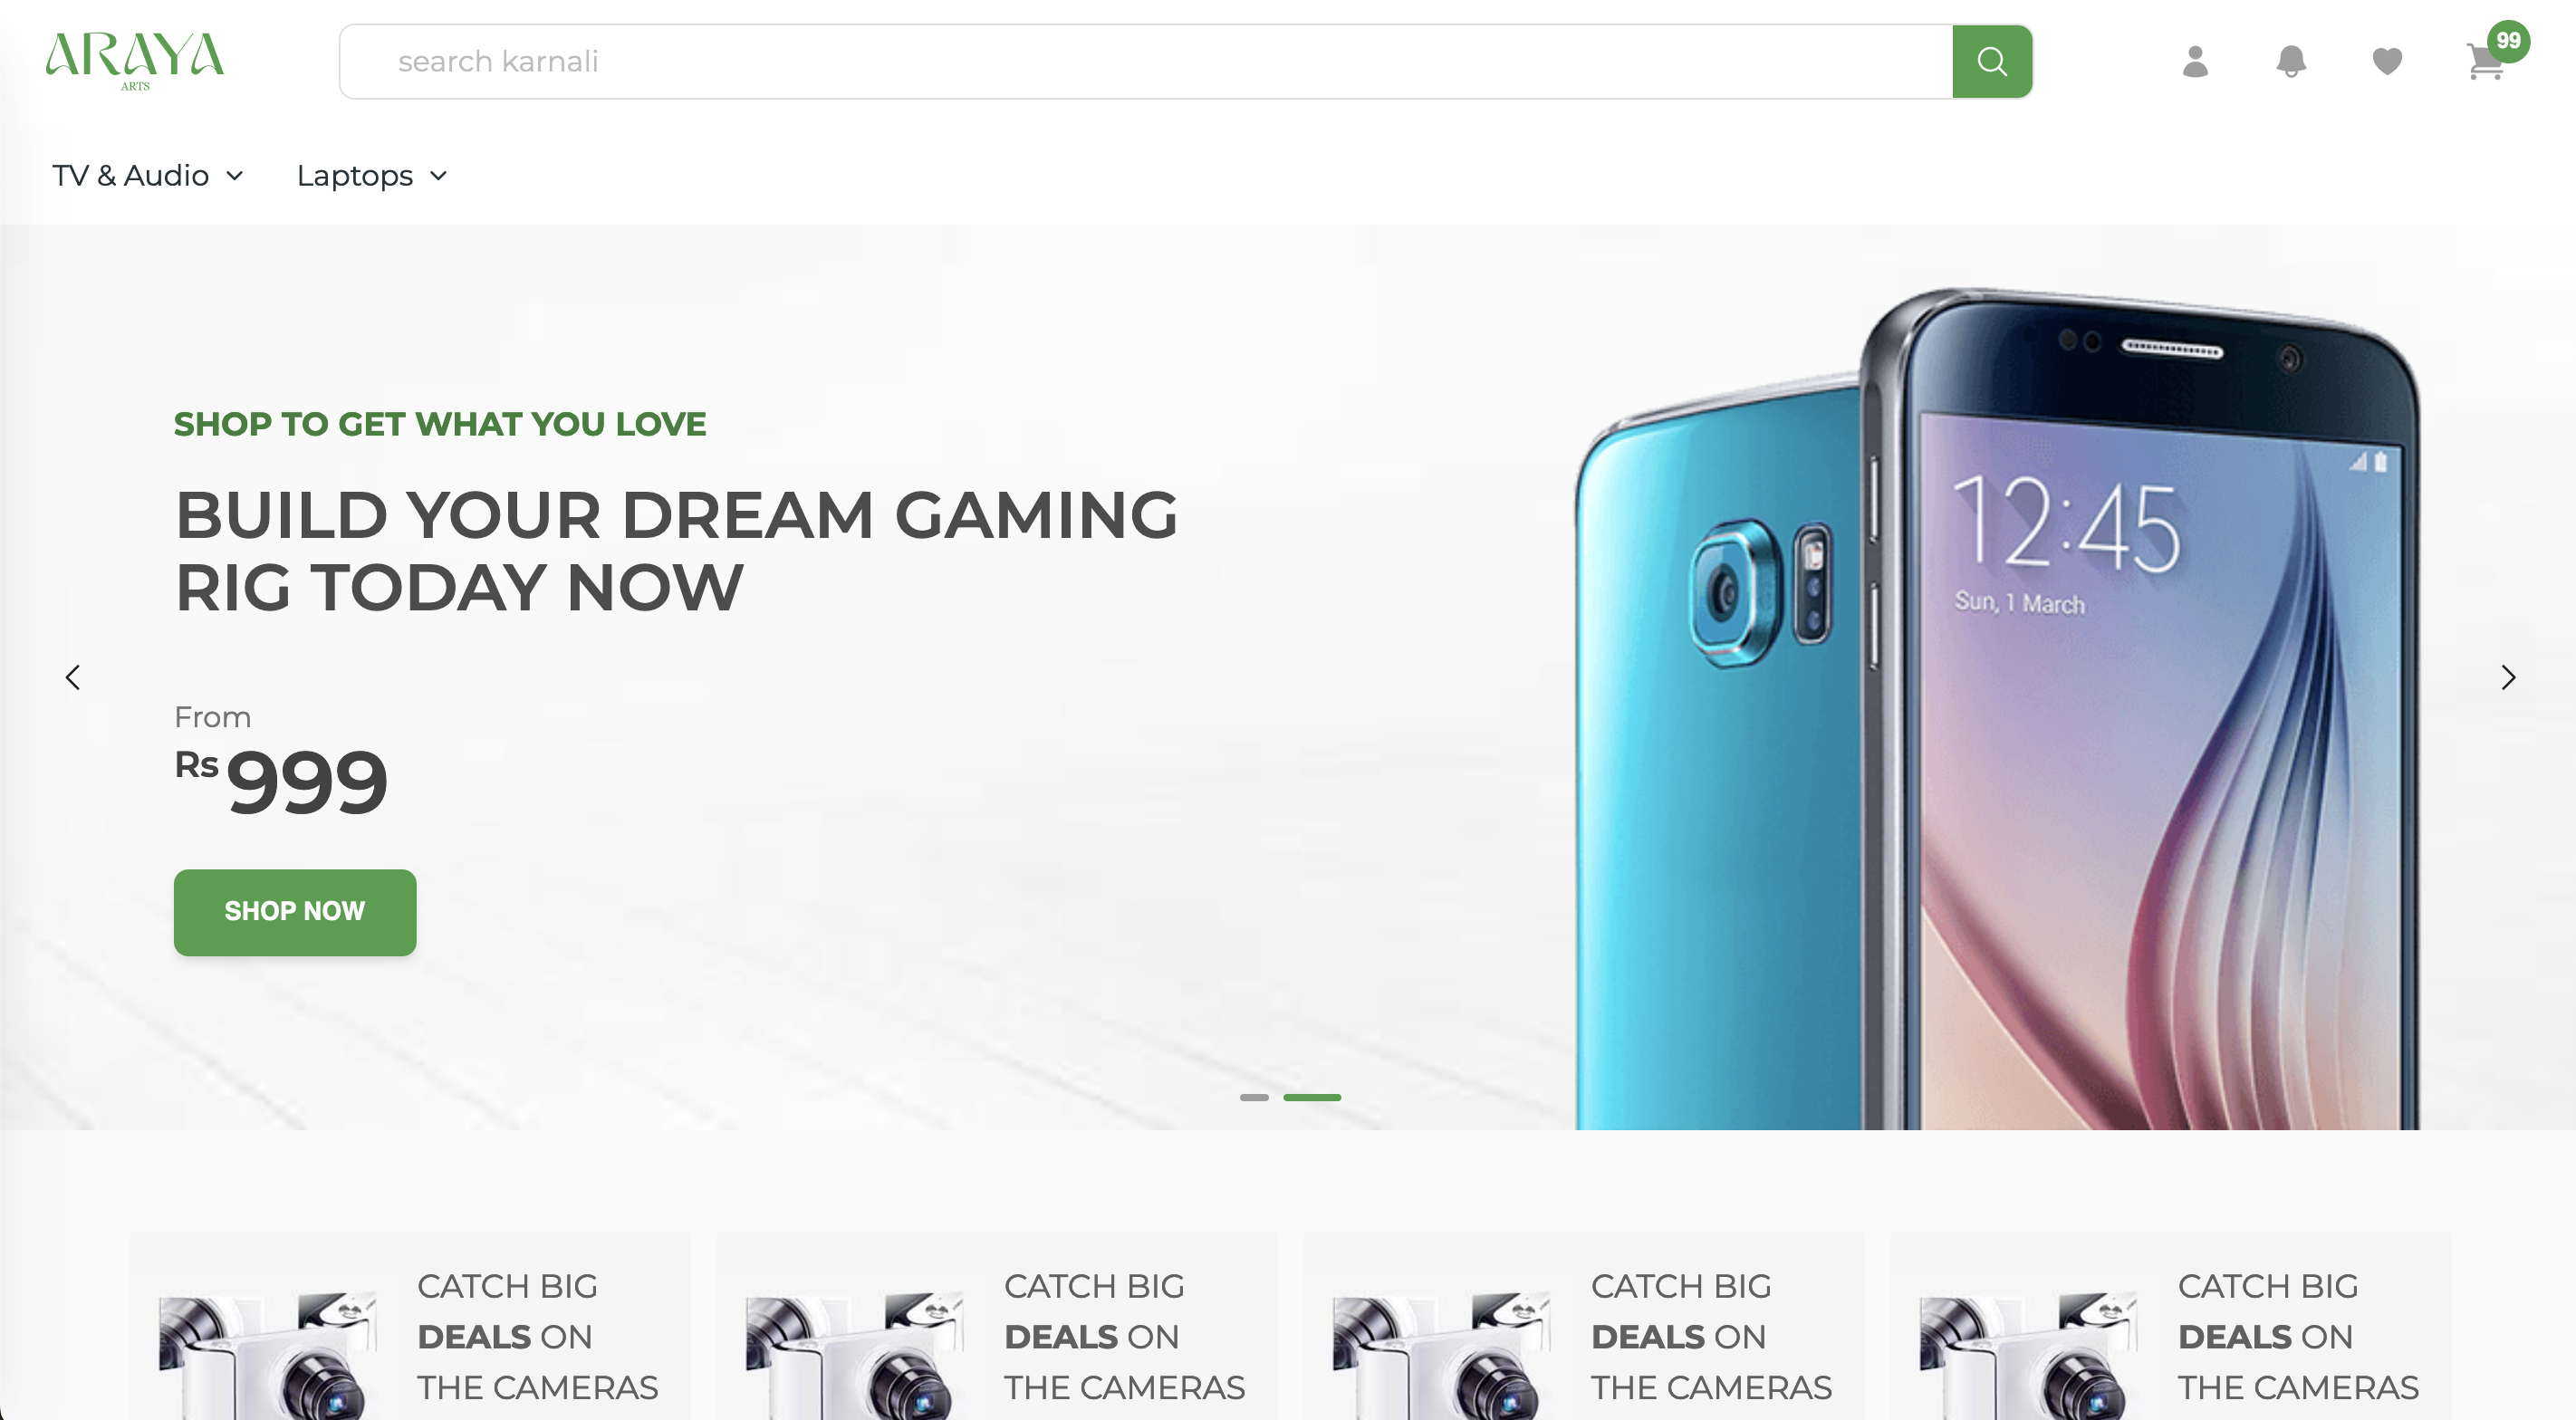 ARAYA
ARTS
search karnali
99
TV & Audio
Laptops
SHOP TO GET WHAT YOU LOVE
BUILD YOUR DREAM GAMING
RIG TODAY NOW
From
Rs 999
SHOP NOW
12:45
Sun, 1 March
CATCH BIG
DEALS ON
THE CAMERAS
CATCH BIG
DEALS ON
THE CAMERAS
CATCH BIG
DEALS ON
THE CAMERAS
CATCH BIG
DEALS ON
THE CAMERAS